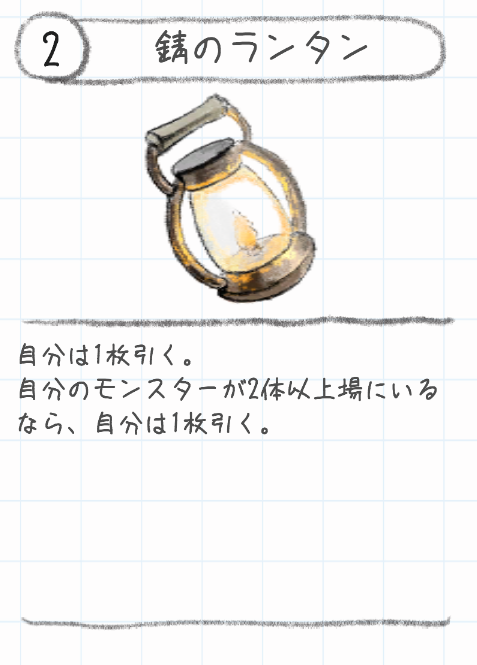 2
錆のランタン
自分は1枚引く。
自分のモンスターが2体以上場にいる
なら、自分は1枚引く。